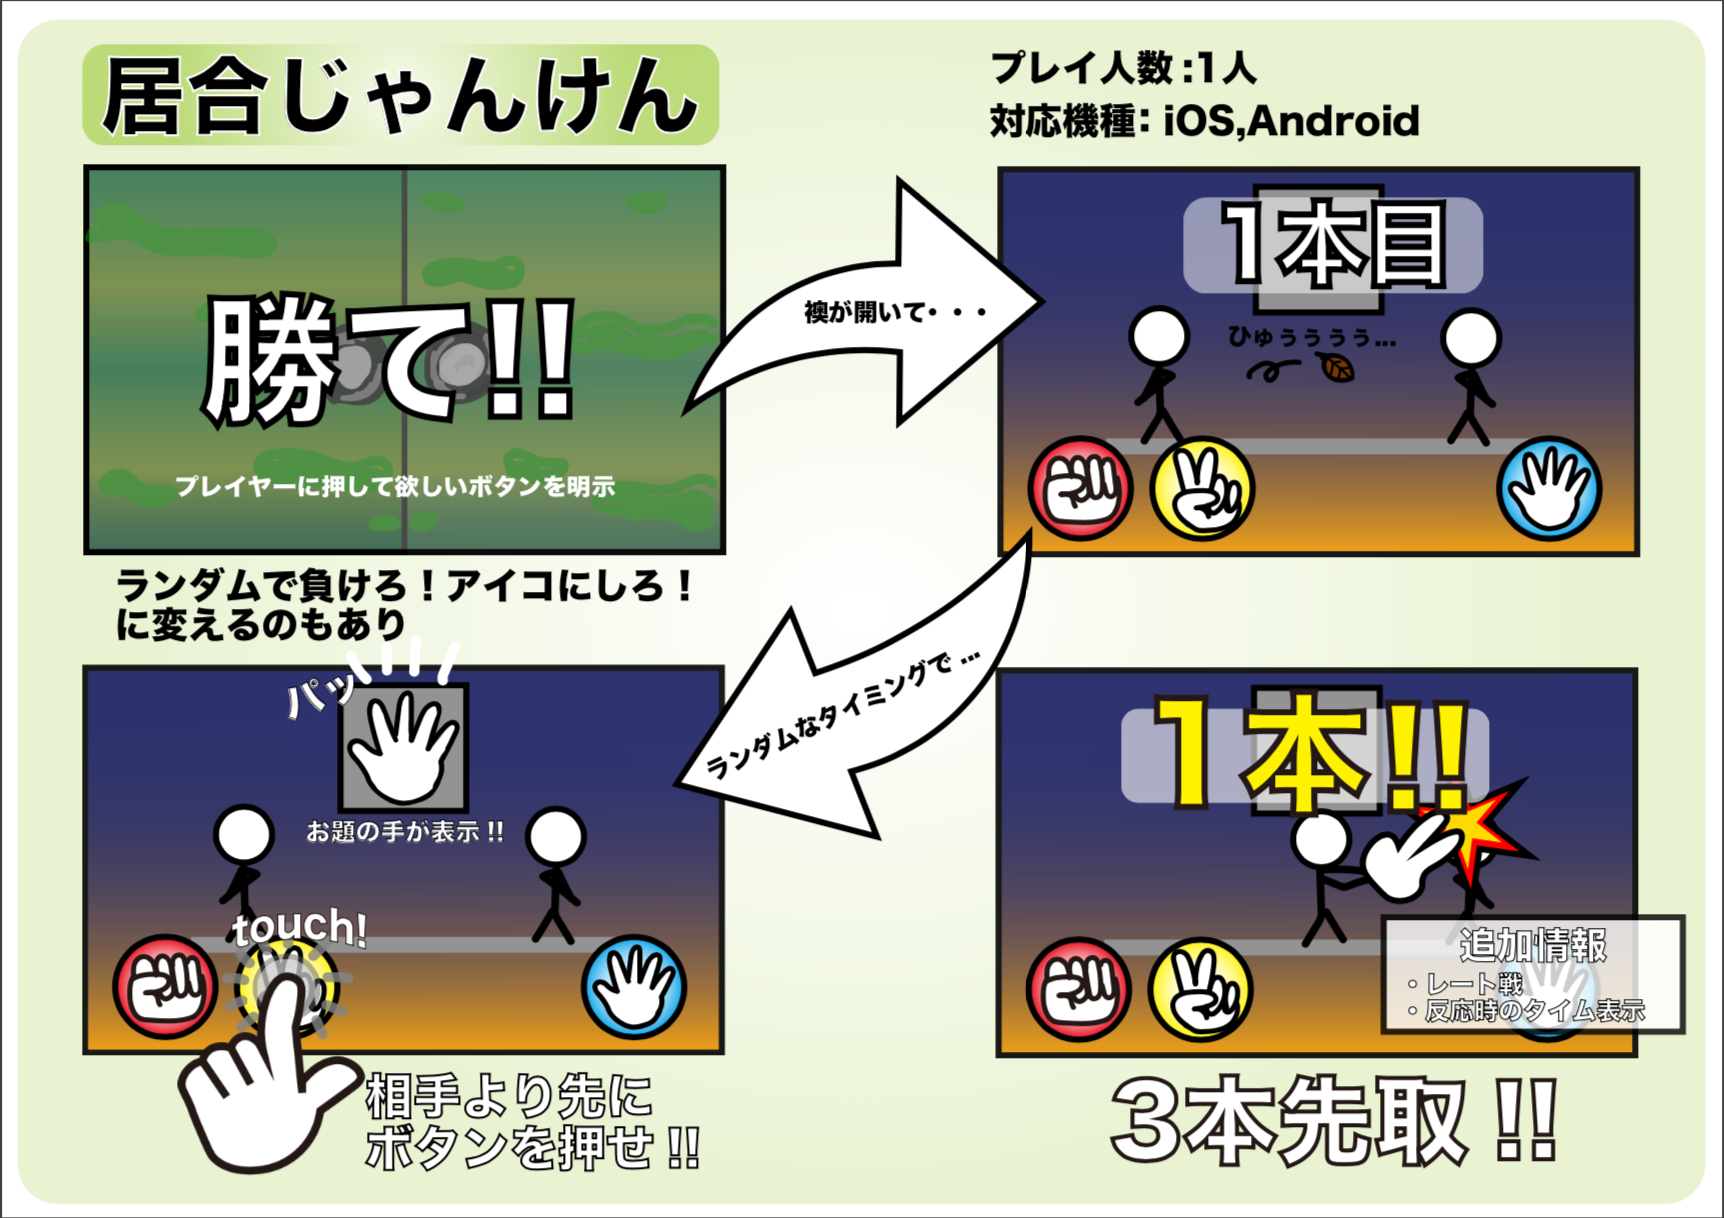 居合じゃんけん
プレイ人数:1人
対応機種: iOS,Android
勝て!!
プレイヤーに押して欲しいボタンを明示
ランダムで負けろ！アイコにしろ！
に変えるのもあり
襖が開いて・・・
1本目
ひゅぅぅぅぅ...
ランダムなタイミングで...
パッ
お題の手が表示!!
touch!
相手より先に
ボタンを押せ!!
1本!!
追加情報
・レート戦
・反応時のタイム表示
3本先取!!